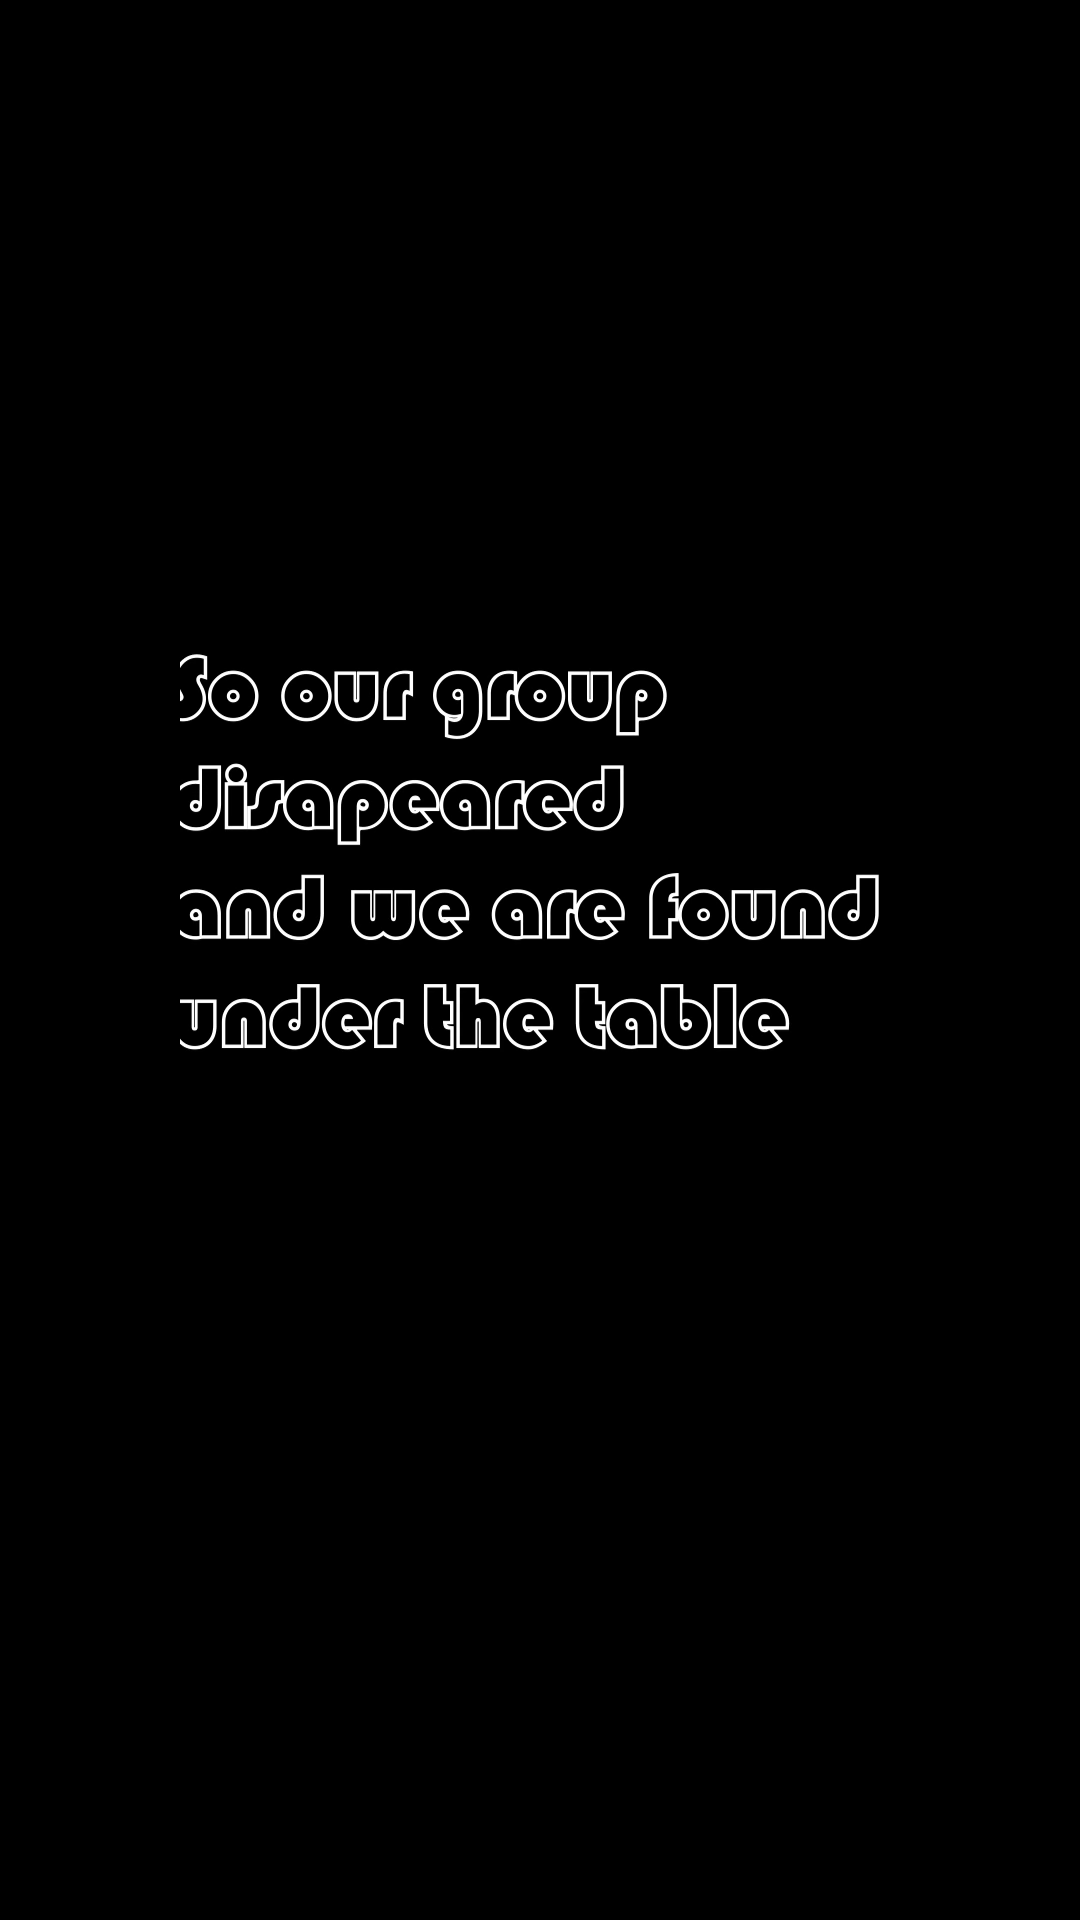 So our group
disapeared
and we are found
under the table